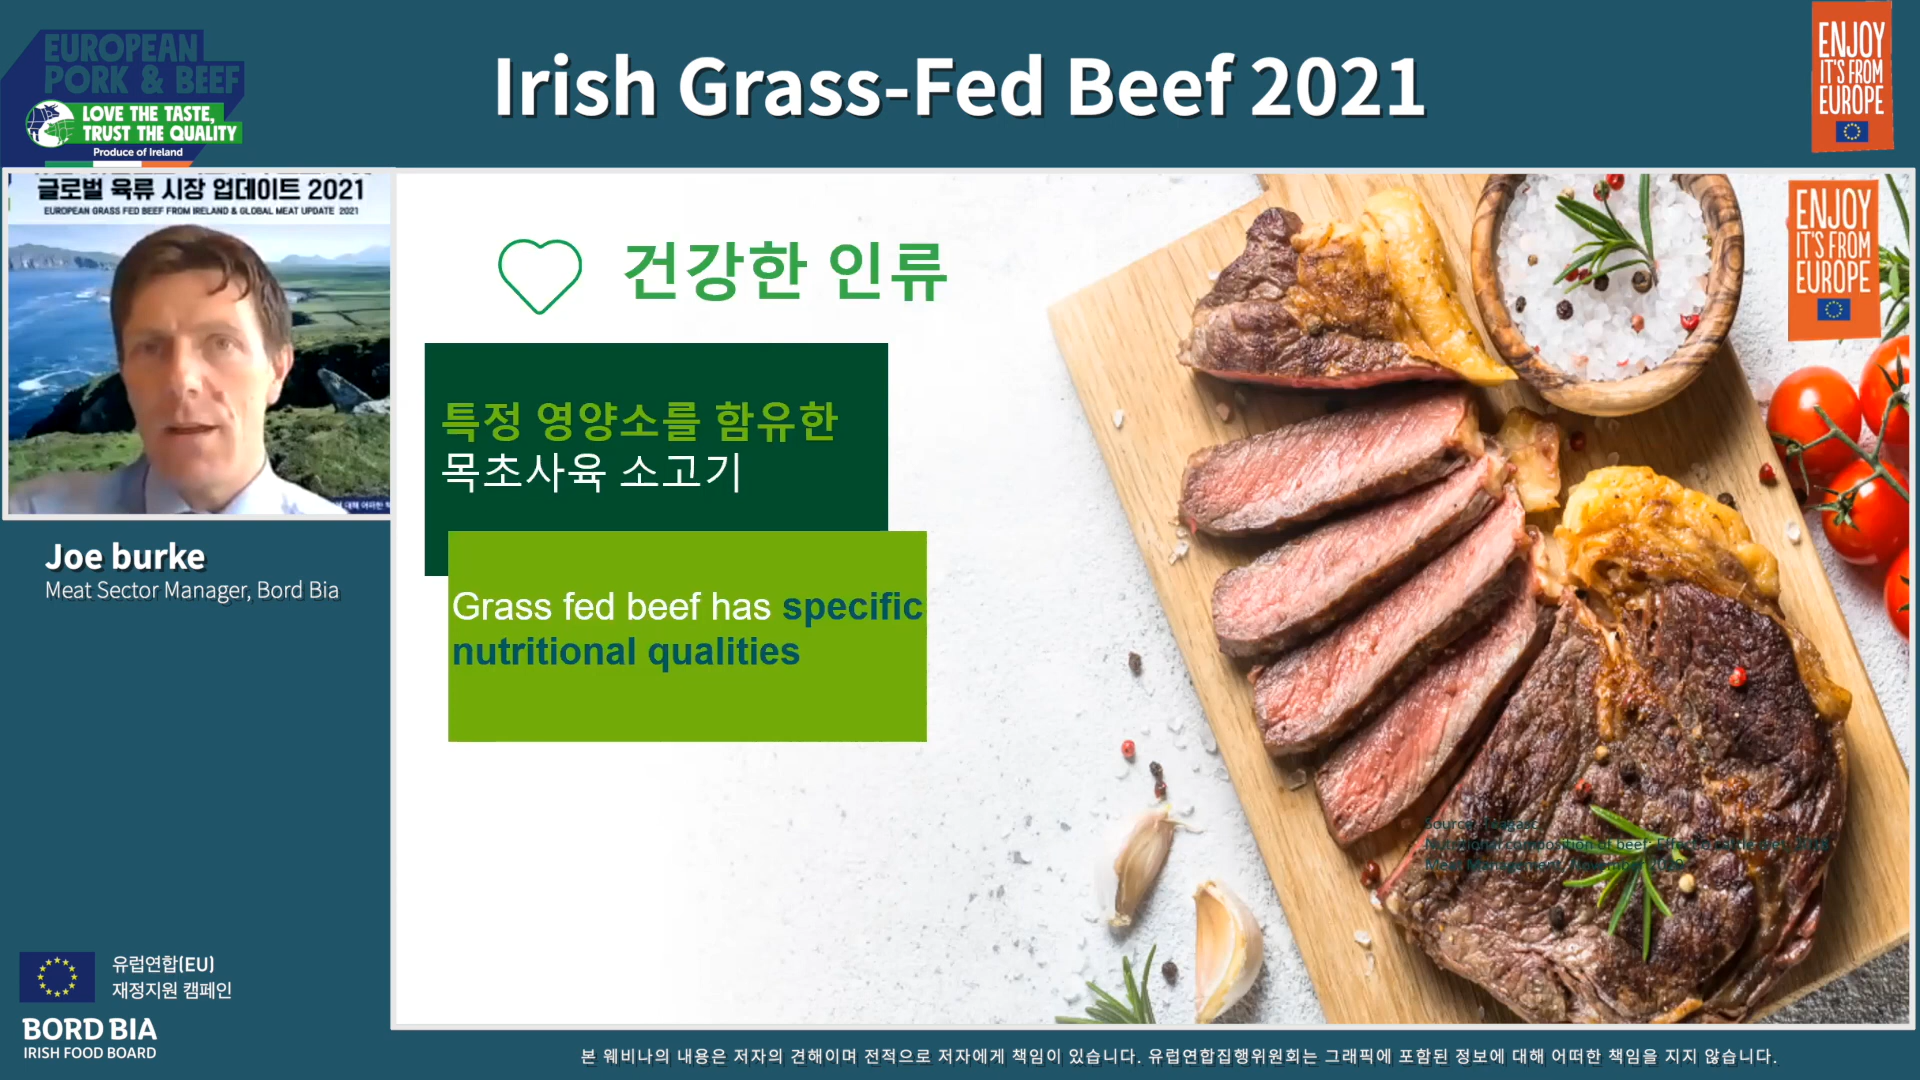 EUROPEAN
PORK & BEEF
LOVE THE TASTE,
TRUST THE QUALITY
Produce of Ireland
Irish Grass-Fed Beef 2021
ENJOY
IT'S FROM
EUROPE
글로벌 육류 시장 업데이트 2021
EUROPEAN GRASS FED BEEF FROM IRELAND & GLOBAL MEAT UPDATE 2021
Joe burke
Meat Sector Manager, Bord Bia
건강한 인류
특정 영양소를 함유한
목초사육 소고기
Grass fed beef has specific
nutritional qualities
ENJOY
IT'S FROM
EUROPE
Nutritional composition of beef: Effect
Meat Management, November
유럽연합(EU)
재정지원 캠페인
BORD BIA
IRISH FOOD BOARD
본 웨비나의 내용은 저자의 견해이며 전적으로 저자에게 책임이 있습니다. 유럽연합집행위원회는 그래픽에 포함된 정보에 대해 어떠한 책임을 지지 않습니다.